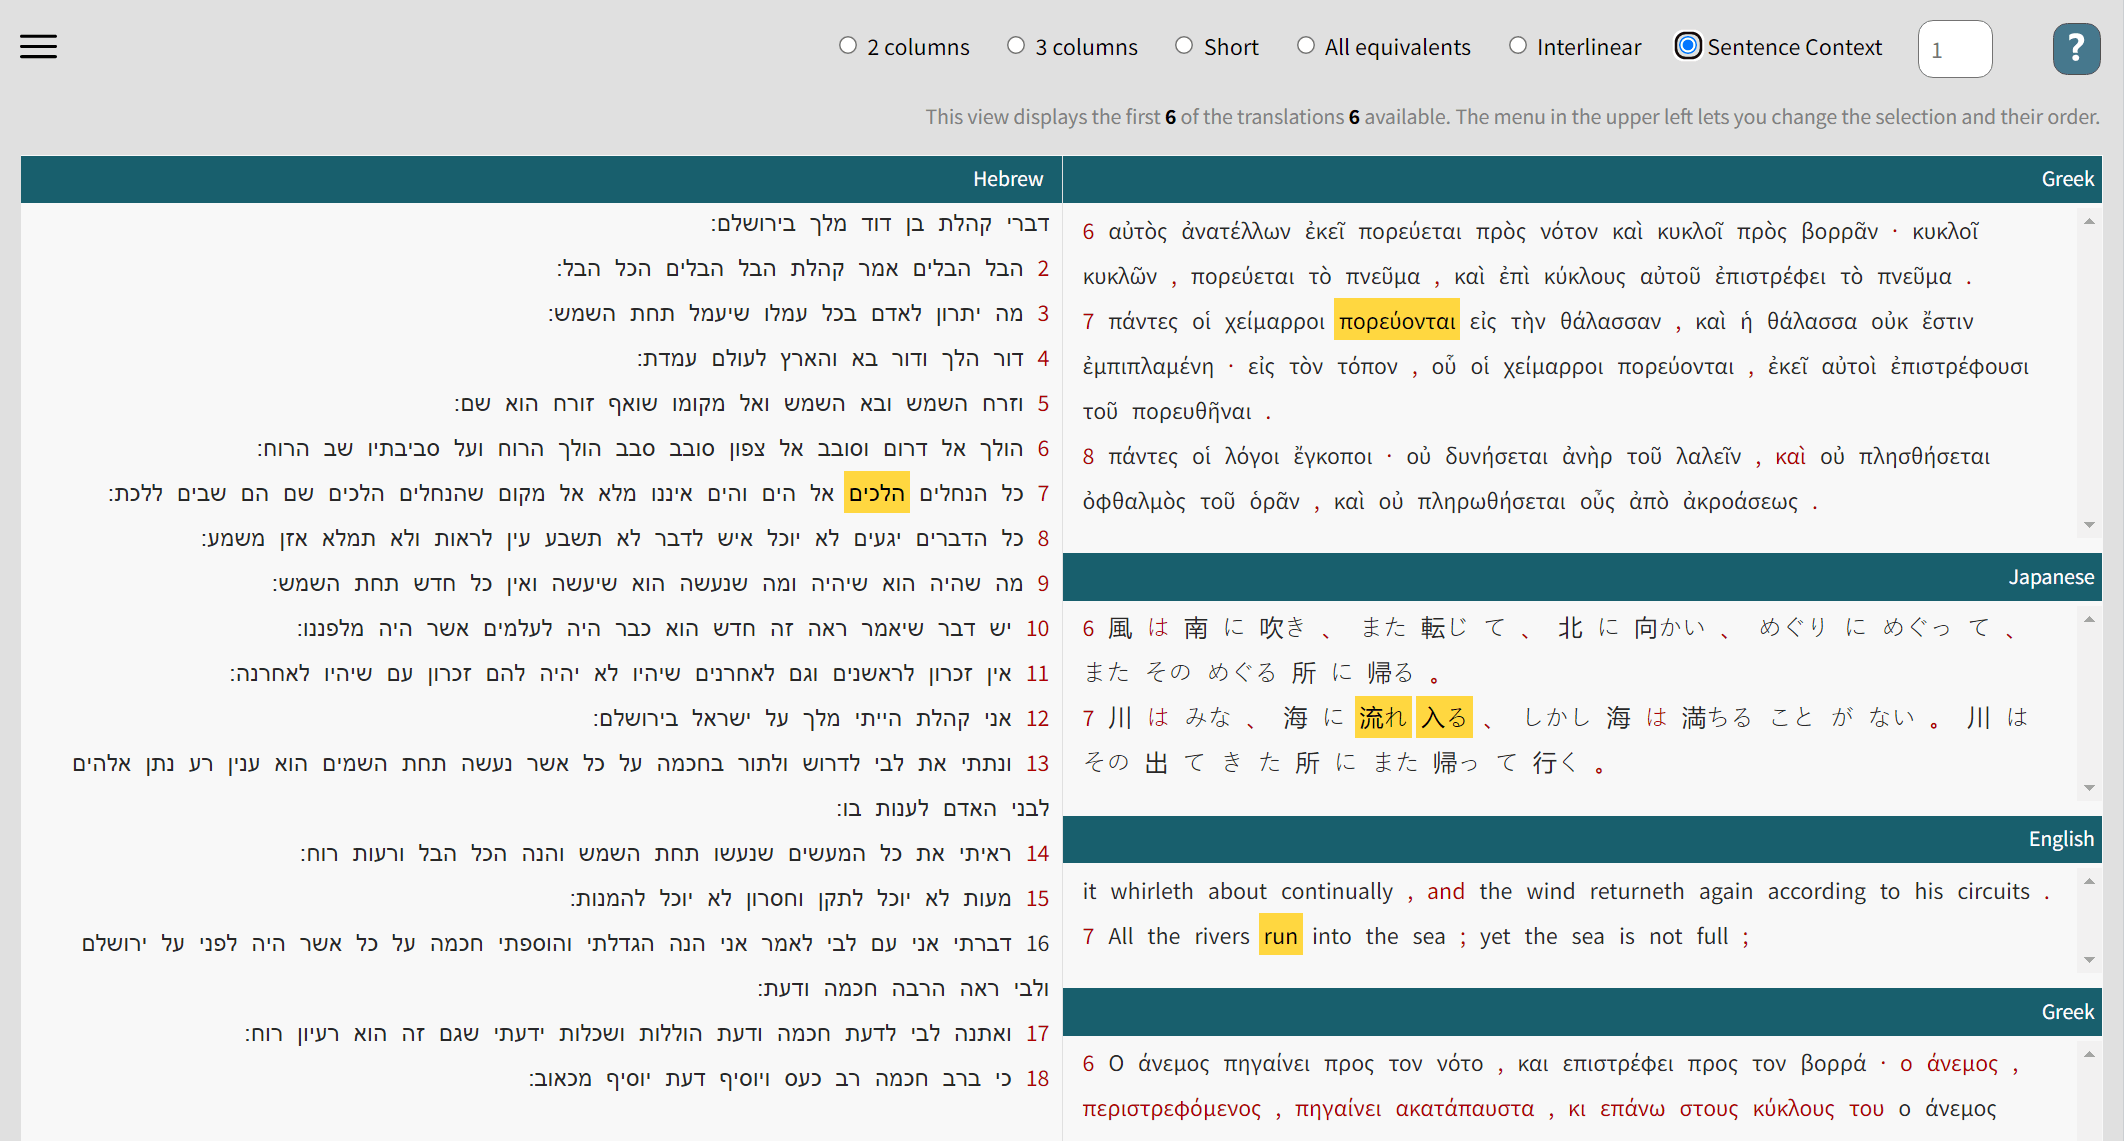 2 columns 3 columns Short All equivalents Interlinear Sentence Context 1 ?
This view displays the first 6 of the translations 6 available. The menu in the upper left lets you change the selection and their order.
Hebrew
דברי קהלת בן דוד מלך בירושלם:
2 הבל הבלים אמר קהלת הבל הבלים הכל הבל:
3 מה יתרון לאדם בכל עמלו שיעמל תחת השמש:
4 דור הלך ודור בא והארץ לעולם עמדת:
5 וזרח השמש ובא השמש ואל מקומו שואף זורח הוא שם:
6 הולך אל דרום וסובב אל צפון סובב סבב הולך הרוח ועל סביבתיו שב הרוח:
7 כל הנחלים הלכים אל הים והים איננו מלא אל מקום שהנחלים הלכים שם הם שבים ללכת:
8 כל הדברים יגעים לא יוכל איש לדבר לא תשבע עין לראות ולא תמלא אזן משמע:
9 מה שהיה הוא שיהיה ומה שנעשה הוא שיעשה ואין כל חדש תחת השמש:
10 יש דבר שיאמר ראה זה חדש הוא כבר היה לעלמים אשר היה מלפננו:
11 אין זכרון לראשנים וגם לאחרנים שיהיו לא יהיה להם זכרון עם שיהיו לאחרנה:
12 אני קהלת הייתי מלך על ישראל בירושלם:
13 ונתתי את לבי לדרוש ולתור בחכמה על כל אשר נעשה תחת השמים הוא ענין רע נתן אלהים
לבני האדם לענות בו:
14 ראיתי את כל המעשים שנעשו תחת השמש והנה הכל הבל ורעות רוח:
15 מעות לא יוכל לתקן וחסרון לא יוכל להמנות:
16 דברתי אני עם לבי לאמר אני הנה הגדלתי והוספתי חכמה על כל אשר היה לפני על ירושלם
ולבי ראה הרבה חכמה ודעת:
17 ואתנה לבי לדעת חכמה ודעת הוללות ושכלות ידעתי שגם זה הוא רעיון רוח:
18 כי ברב חכמה רב כעס ויוסיף דעת יוסיף מכאוב:
Greek
6 αὐτὸς ἀνατέλλων ἐκεῖ πορεύεται πρὸς νότον καὶ κυκλοῖ πρὸς βορρᾶν · κυκλοῖ
κυκλῶν , πορεύεται τὸ πνεῦμα , καὶ ἐπὶ κύκλους αὐτοῦ ἐπιστρέφει τὸ πνεῦμα .
7 πάντες οἱ χείμαρροι πορεύονται εἰς τὴν θάλασσαν , καὶ ἡ θάλασσα οὐκ ἔστιν
ἐμπιπλαμένη · εἰς τὸν τόπον , οὗ οἱ χείμαρροι πορεύονται , ἐκεῖ αὐτοὶ ἐπιστρέφουσι
τοῦ πορευθῆναι .
8 πάντες οἱ λόγοι ἔγκοποι · οὐ δυνήσεται ἀνὴρ τοῦ λαλεῖν , καὶ οὐ πλησθήσεται
ὀφθαλμὸς τοῦ ὁρᾶν , καὶ οὐ πληρωθήσεται οὖς ἀπὸ ἀκροάσεως .
Japanese
6 風 は 南 に 吹き 、 また 転じ て 、 北 に 向かい 、 めぐり に めぐっ て 、
また その めぐる 所 に 帰る 。
7 川 は みな 、 海 に 流れ 入る 、 しかし 海 は 満ちる こと が ない 。 川 は
その 出 て き た 所 に また 帰っ て 行く 。
English
it whirleth about continually , and the wind returneth again according to his circuits .
7 All the rivers run into the sea ; yet the sea is not full ;
Greek
6 Ο άνεμος πηγαίνει προς τον νότο , και επιστρέφει προς τον βορρά · ο άνεμος ,
περιστρεφόμενος , πηγαίνει ακατάπαυστα , κι επάνω στους κύκλους του ο άνεμος